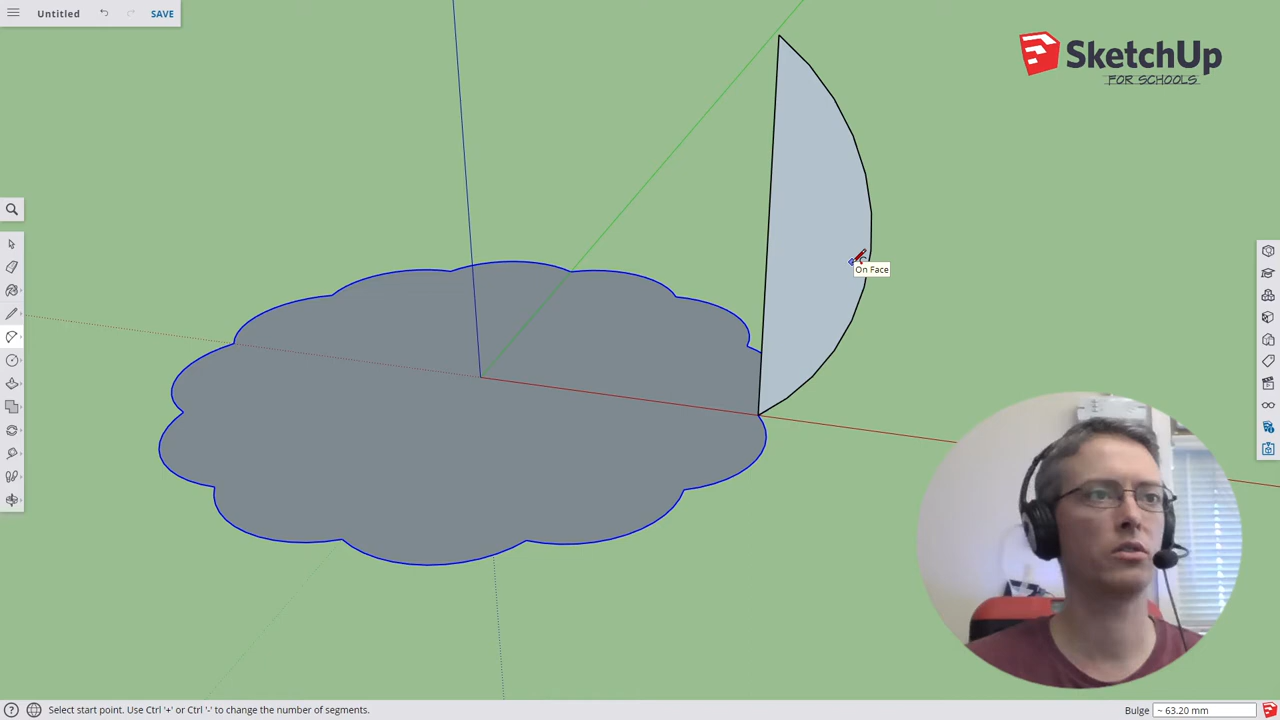 Untitled
SAVE
SketchUp
FOR SCHOOLS
On Face
Select start point. Use Ctrl '+' or Ctrl '-' to change the number of segments.
Bulge
~ 63.20 mm